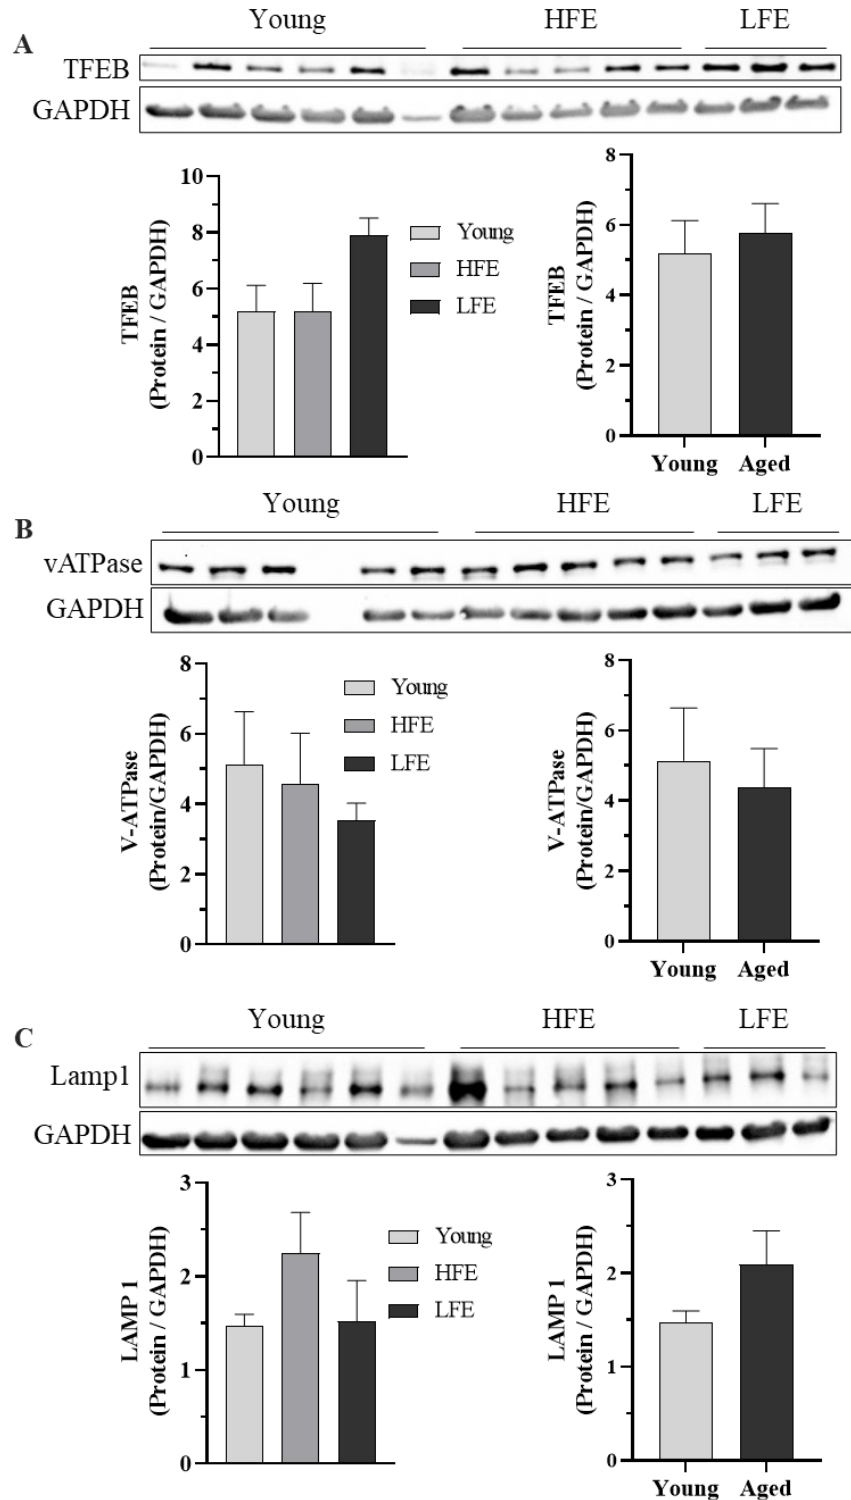 A
Young HFE LFE
TFEB
GAPDH
10
8
6
4
2
0
TFEB
(Protein / GAPDH)
Young
HFE
LFE
8
6
4
2
0
TFEB
(Protein / GAPDH)
Young Aged
B
Young HFE LFE
vATPase
GAPDH
8
6
4
2
0
V-ATPase
(Protein/GAPDH)
Young
HFE
LFE
8
6
4
2
0
V-ATPase
(Protein/GAPDH)
Young Aged
C
Young HFE LFE
Lamp1
GAPDH
3
2
1
0
LAMP 1
(Protein / GAPDH)
Young
HFE
LFE
3
2
1
0
LAMP 1
(Protein / GAPDH)
Young Aged